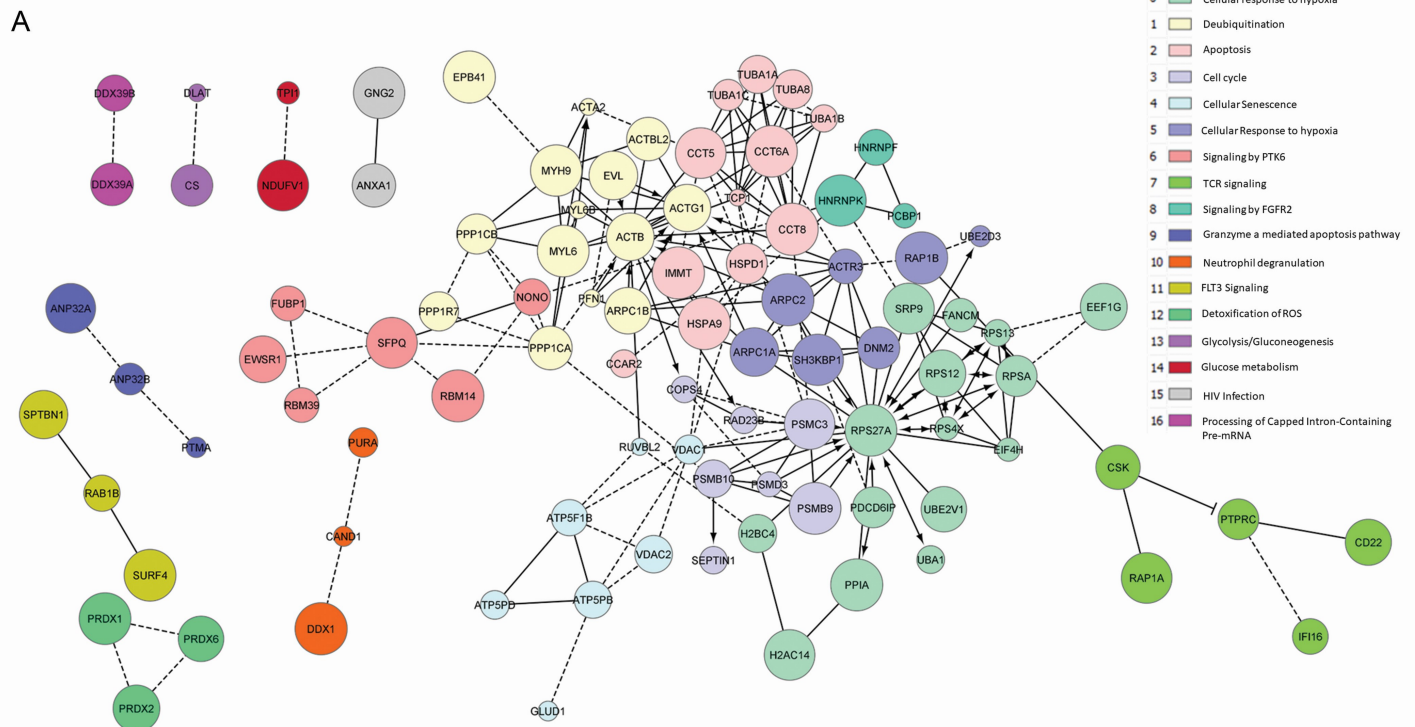 A
0 Cellular response to hypoxia
1 Deubiquitination
2 Apoptosis
3 Cell cycle
4 Cellular Senescence
5 Cellular Response to hypoxia
6 Signaling by PTK6
7 TCR signaling
8 Signaling by FGFR2
9 Granzyme a mediated apoptosis pathway
10 Neutrophil degranulation
11 FLT3 Signaling
12 Detoxification of ROS
13 Glycolysis/Gluconeogenesis
14 Glucose metabolism
15 HIV Infection
16 Processing of Capped Intron-Containing
Pre-mRNA
DDX39B
DLAT
TPI1
GNG2
DDX39A
CS
NDUFV1
ANXA1
EPB41
ACTA2
ACTBL2
MYH9
EVL
MYL6B
ACTG1
PPP1CB
MYL6
ACTB
TUBA1A
TUBA1C
TUBA8
TUBA1B
CCT5
CCT6A
TCP1
CCT8
HNRNPF
HNRNPK
PCBP1
UBE2D3
RAP1B
ACTR3
HSPD1
IMMT
NONO
PFN1
ARPC1B
HSPA9
ARPC2
SRP9
FANCM
RPS13
EEF1G
ANP32A
FUBP1
PPP1R7
SFPQ
PPP1CA
EWSR1
RBM39
RBM14
CCAR2
ARPC1A
SH3KBP1
DNM2
RPS12
RPSA
ANP32B
COPS4
RAD23B
PSMC3
RPS27A
RPS4X
EIF4H
SPTBN1
PTMA
PURA
RUVBL2
VDAC1
PSMB10
PSMD3
PSMB9
PDCD6IP
UBE2V1
CSK
RAB1B
CAND1
ATP5F1B
VDAC2
SEPTIN1
H2BC4
UBA1
PTPRC
CD22
SURF4
PPIA
RAP1A
PRDX1
PRDX6
DDX1
ATP5PD
ATP5PB
H2AC14
IFI16
PRDX2
GLUD1